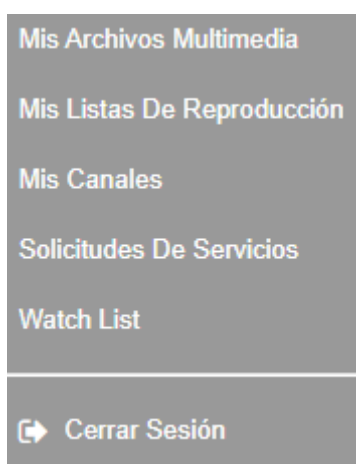 Mis Archivos Multimedia
Mis Listas De Reproducción
Mis Canales
Solicitudes De Servicios
Watch List
Cerrar Sesión